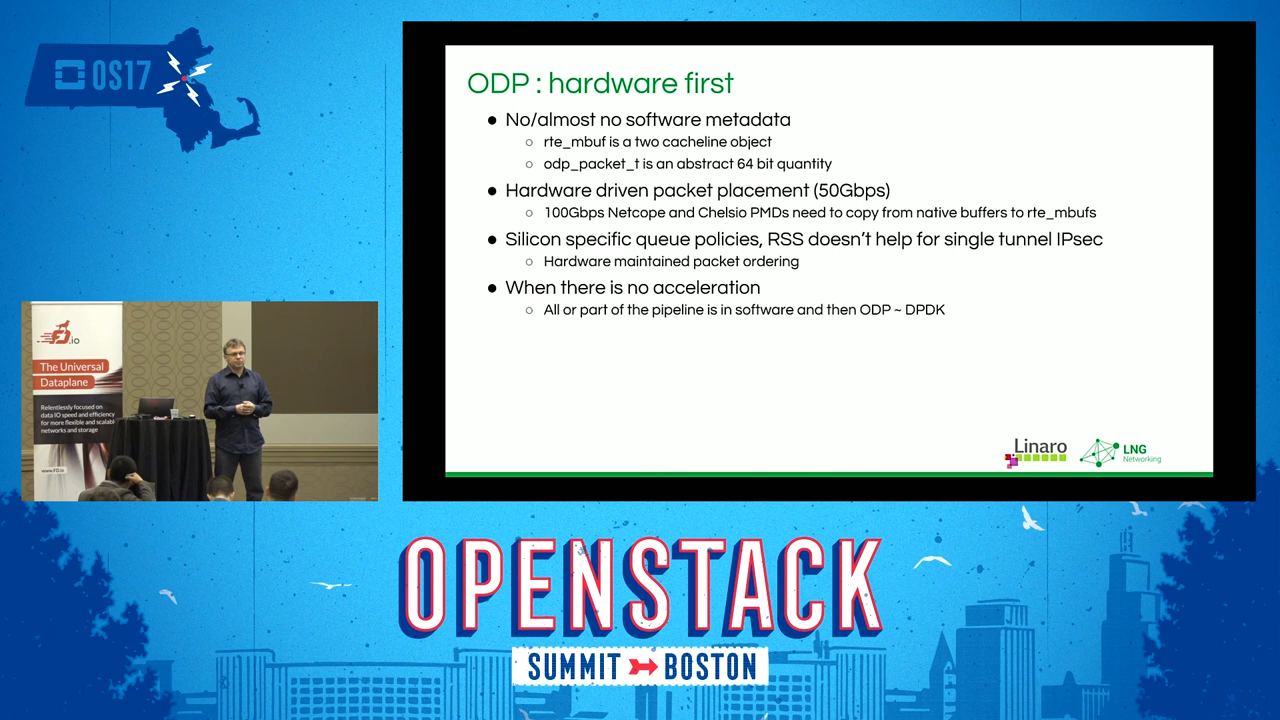 OS17
ODP : hardware first
● No/almost no software metadata
○ rte_mbuf is a two cacheline object
○ odp_packet_t is an abstract 64 bit quantity
● Hardware driven packet placement (50Gbps)
○ 100Gbps Netcope and Chelsio PMDs need to copy from native buffers to rte_mbufs
● Silicon specific queue policies, RSS doesn't help for single tunnel IPsec
○ Hardware maintained packet ordering
● When there is no acceleration
○ All or part of the pipeline is in software and then ODP ~ DPDK
Linaro
LNG
Networking
FD.io
The Universal
Dataplane
Relentlessly focused on
data IO speed and efficiency
for more flexible and scalable
networks and storage
www.FD.io
OPENSTACK
SUMMIT BOSTON